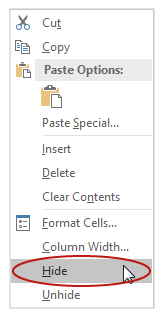 Cut
Copy
Paste Options:
Paste Special...
Insert
Delete
Clear Contents
Format Cells...
Column Width...
Hide
Unhide